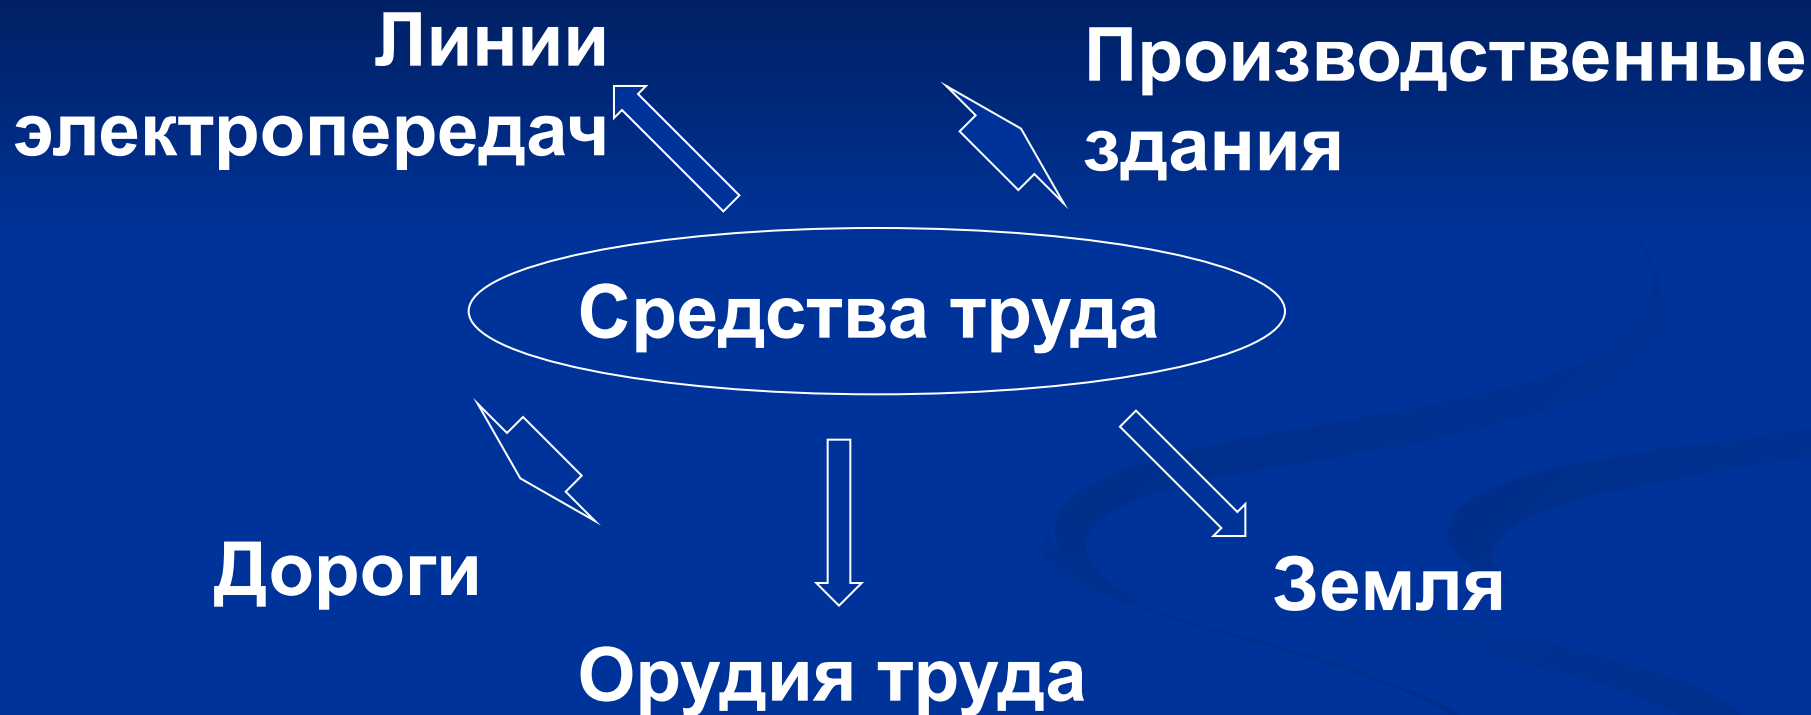 Линии
электропередач
Производственные
здания
Средства труда
Дороги
Земля
Орудия труда